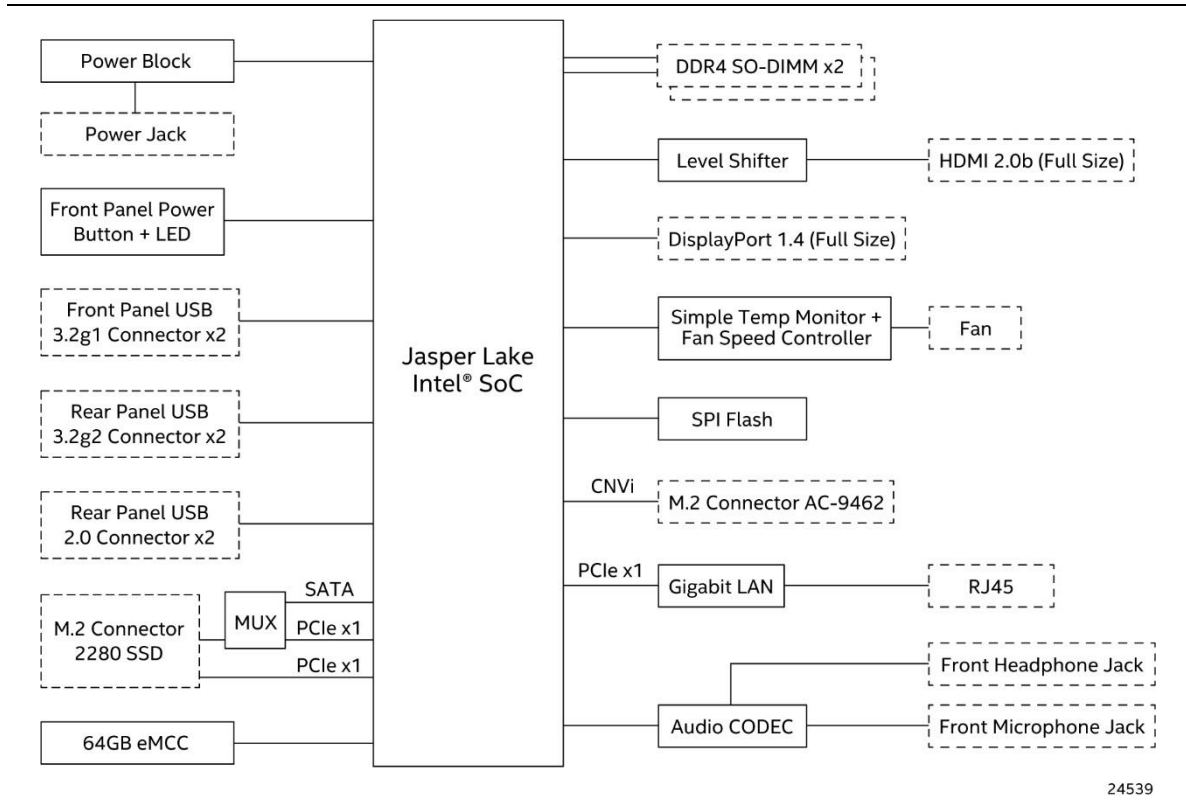 Power Block
Power Jack
Front Panel Power
Button + LED
Front Panel USB
3.2g1 Connector x2
Rear Panel USB
3.2g2 Connector x2
Rear Panel USB
2.0 Connector x2
M.2 Connector
2280 SSD
MUX
SATA
PCIe x1
PCIe x1
64GB eMCC
Jasper Lake
Intel® SoC
DDR4 SO-DIMM x2
Level Shifter
HDMI 2.0b (Full Size)
DisplayPort 1.4 (Full Size)
Simple Temp Monitor +
Fan Speed Controller
Fan
SPI Flash
CNVi
M.2 Connector AC-9462
PCIe x1
Gigabit LAN
RJ45
Front Headphone Jack
Audio CODEC
Front Microphone Jack
24539